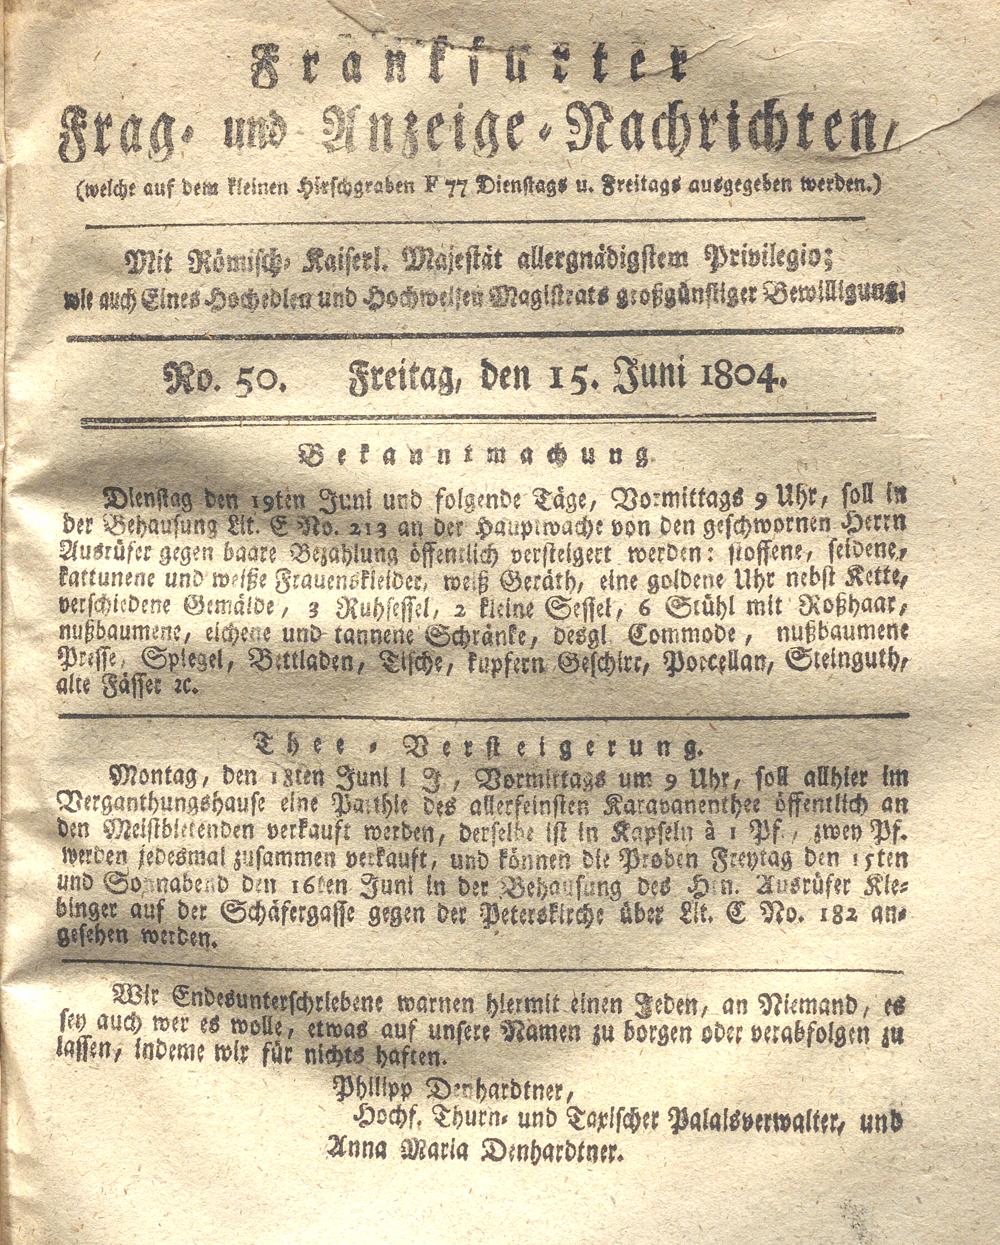 Frankfurter
Frag- und Anzeige-Nachrichten,
(welche auf dem kleinen Hirschgraben F 77 Dienstags u. Freitags ausgegeben werden.)
Mit Römisch-Kaiserl. Majestät allergnädigstem Privilegio;
wie auch Eines Hochedlen und Hochweisen Magistrats großgünstiger Bewilligung.
No. 50. Freitag, den 15. Juni 1804.
Bekanntmachung.
Dienstag den 19ten Juni und folgende Täge, Vormittags 9 Uhr, soll in
der Behausung Lit. E No. 213 an der Hauptwache von den geschwornen Herrn
Ausrüfer gegen baare Bezahlung öffentlich versteigert werden: stoffene, seidene,
kattunene und weiße Frauenskleider, weiß Geräth, eine goldene Uhr nebst Kette,
verschiedene Gemälde, 3 Ruhsessel, 2 kleine Sessel, 6 Stühl mit Roßhaar,
nußbaumene, eichene und tannene Schränke, desgl. Commode, nußbaumene
Presse, Spiegel, Bettladen, Tische, kupfern Geschirr, Porcellan, Steinguth,
alte Fässer ꝛc.
Thee-Versteigerung.
Montag, den 18ten Juni l. J., Vormittags um 9 Uhr, soll allhier im
Verganthungshause eine Parthie des allerfeinsten Karavanenthee öffentlich an
den Meistbietenden verkauft werden, derselbe ist in Kapseln à 1 Pf., zwey Pf.
werden jedesmal zusammen verkauft, und können die Proben Freytag den 15ten
und Sonnabend den 16ten Juni in der Behausung des Hrn. Ausrüfer Kle-
binger auf der Schäfergasse gegen der Peterskirche über Lit. C No. 182 an-
gesehen werden.
Wir Endesunterschriebene warnen hiermit einen Jeden, an Niemand, es
sey auch wer es wolle, etwas auf unsere Namen zu borgen oder verabfolgen zu
lassen, indeme wir für nichts haften.
Philipp Denhardtner,
Hochf. Thurn- und Taxischer Palaisverwalter, und
Anna Maria Denhardtner.